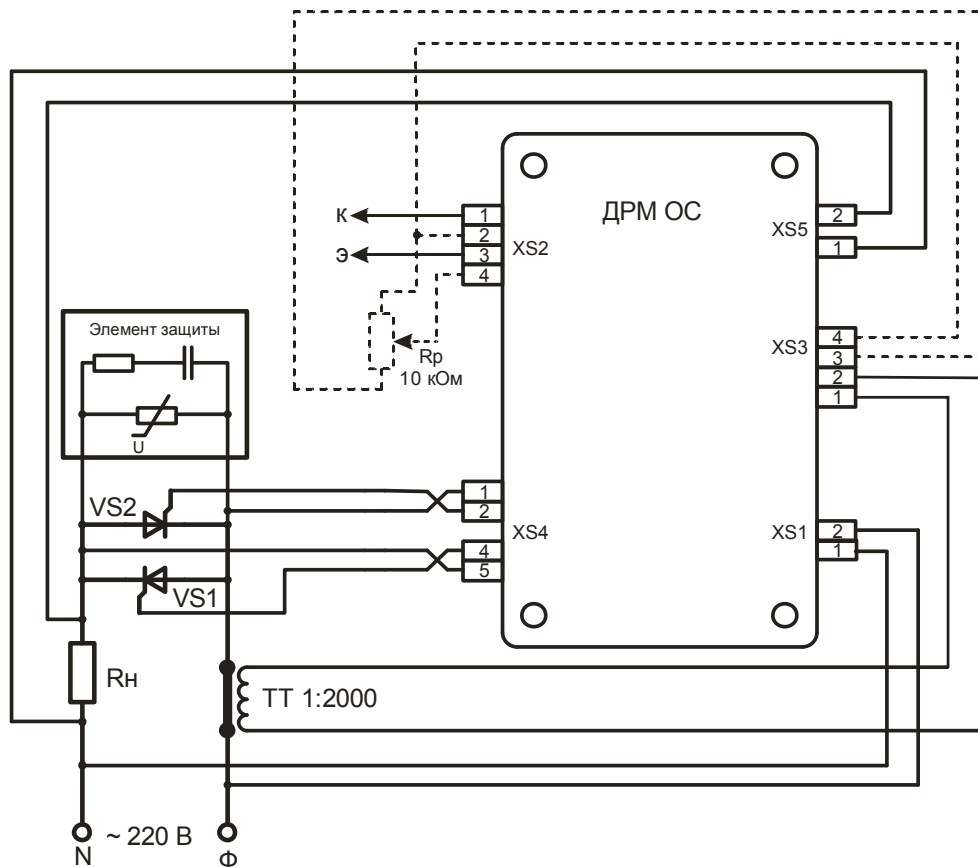 К
Э
1
2
3
4
XS2
ДРМ ОС
XS5
2
1
XS3
4
3
2
1
Rp
10 кОм
Элемент защиты
U
VS2
VS1
1
2
XS4
4
5
XS1
2
1
Rн
ТТ 1:2000
~ 220 В
N
Ф